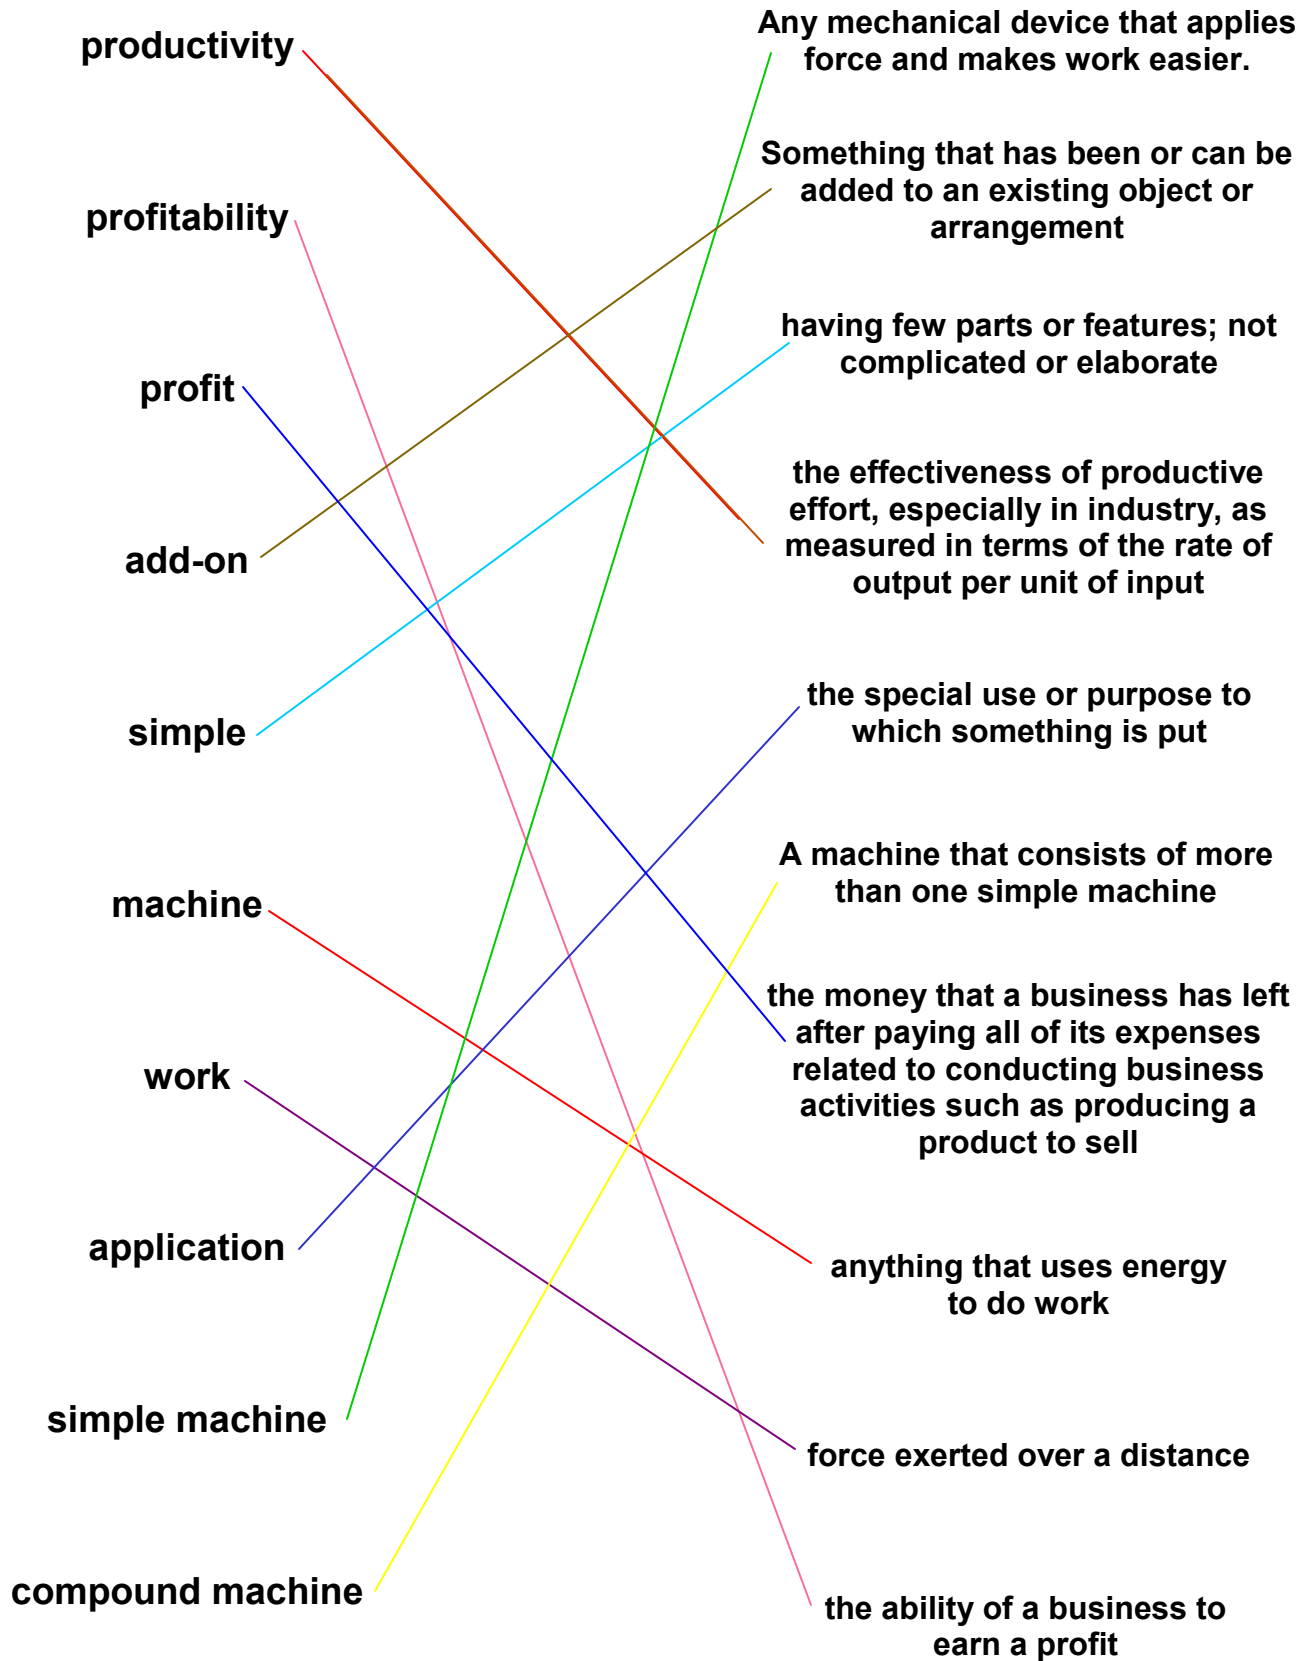 productivity
profitability
profit
add-on
simple
machine
work
application
simple machine
compound machine
Any mechanical device that applies
force and makes work easier.
Something that has been or can be
added to an existing object or
arrangement
having few parts or features; not
complicated or elaborate
the effectiveness of productive
effort, especially in industry, as
measured in terms of the rate of
output per unit of input
the special use or purpose to
which something is put
A machine that consists of more
than one simple machine
the money that a business has left
after paying all of its expenses
related to conducting business
activities such as producing a
product to sell
anything that uses energy
to do work
force exerted over a distance
the ability of a business to
earn a profit